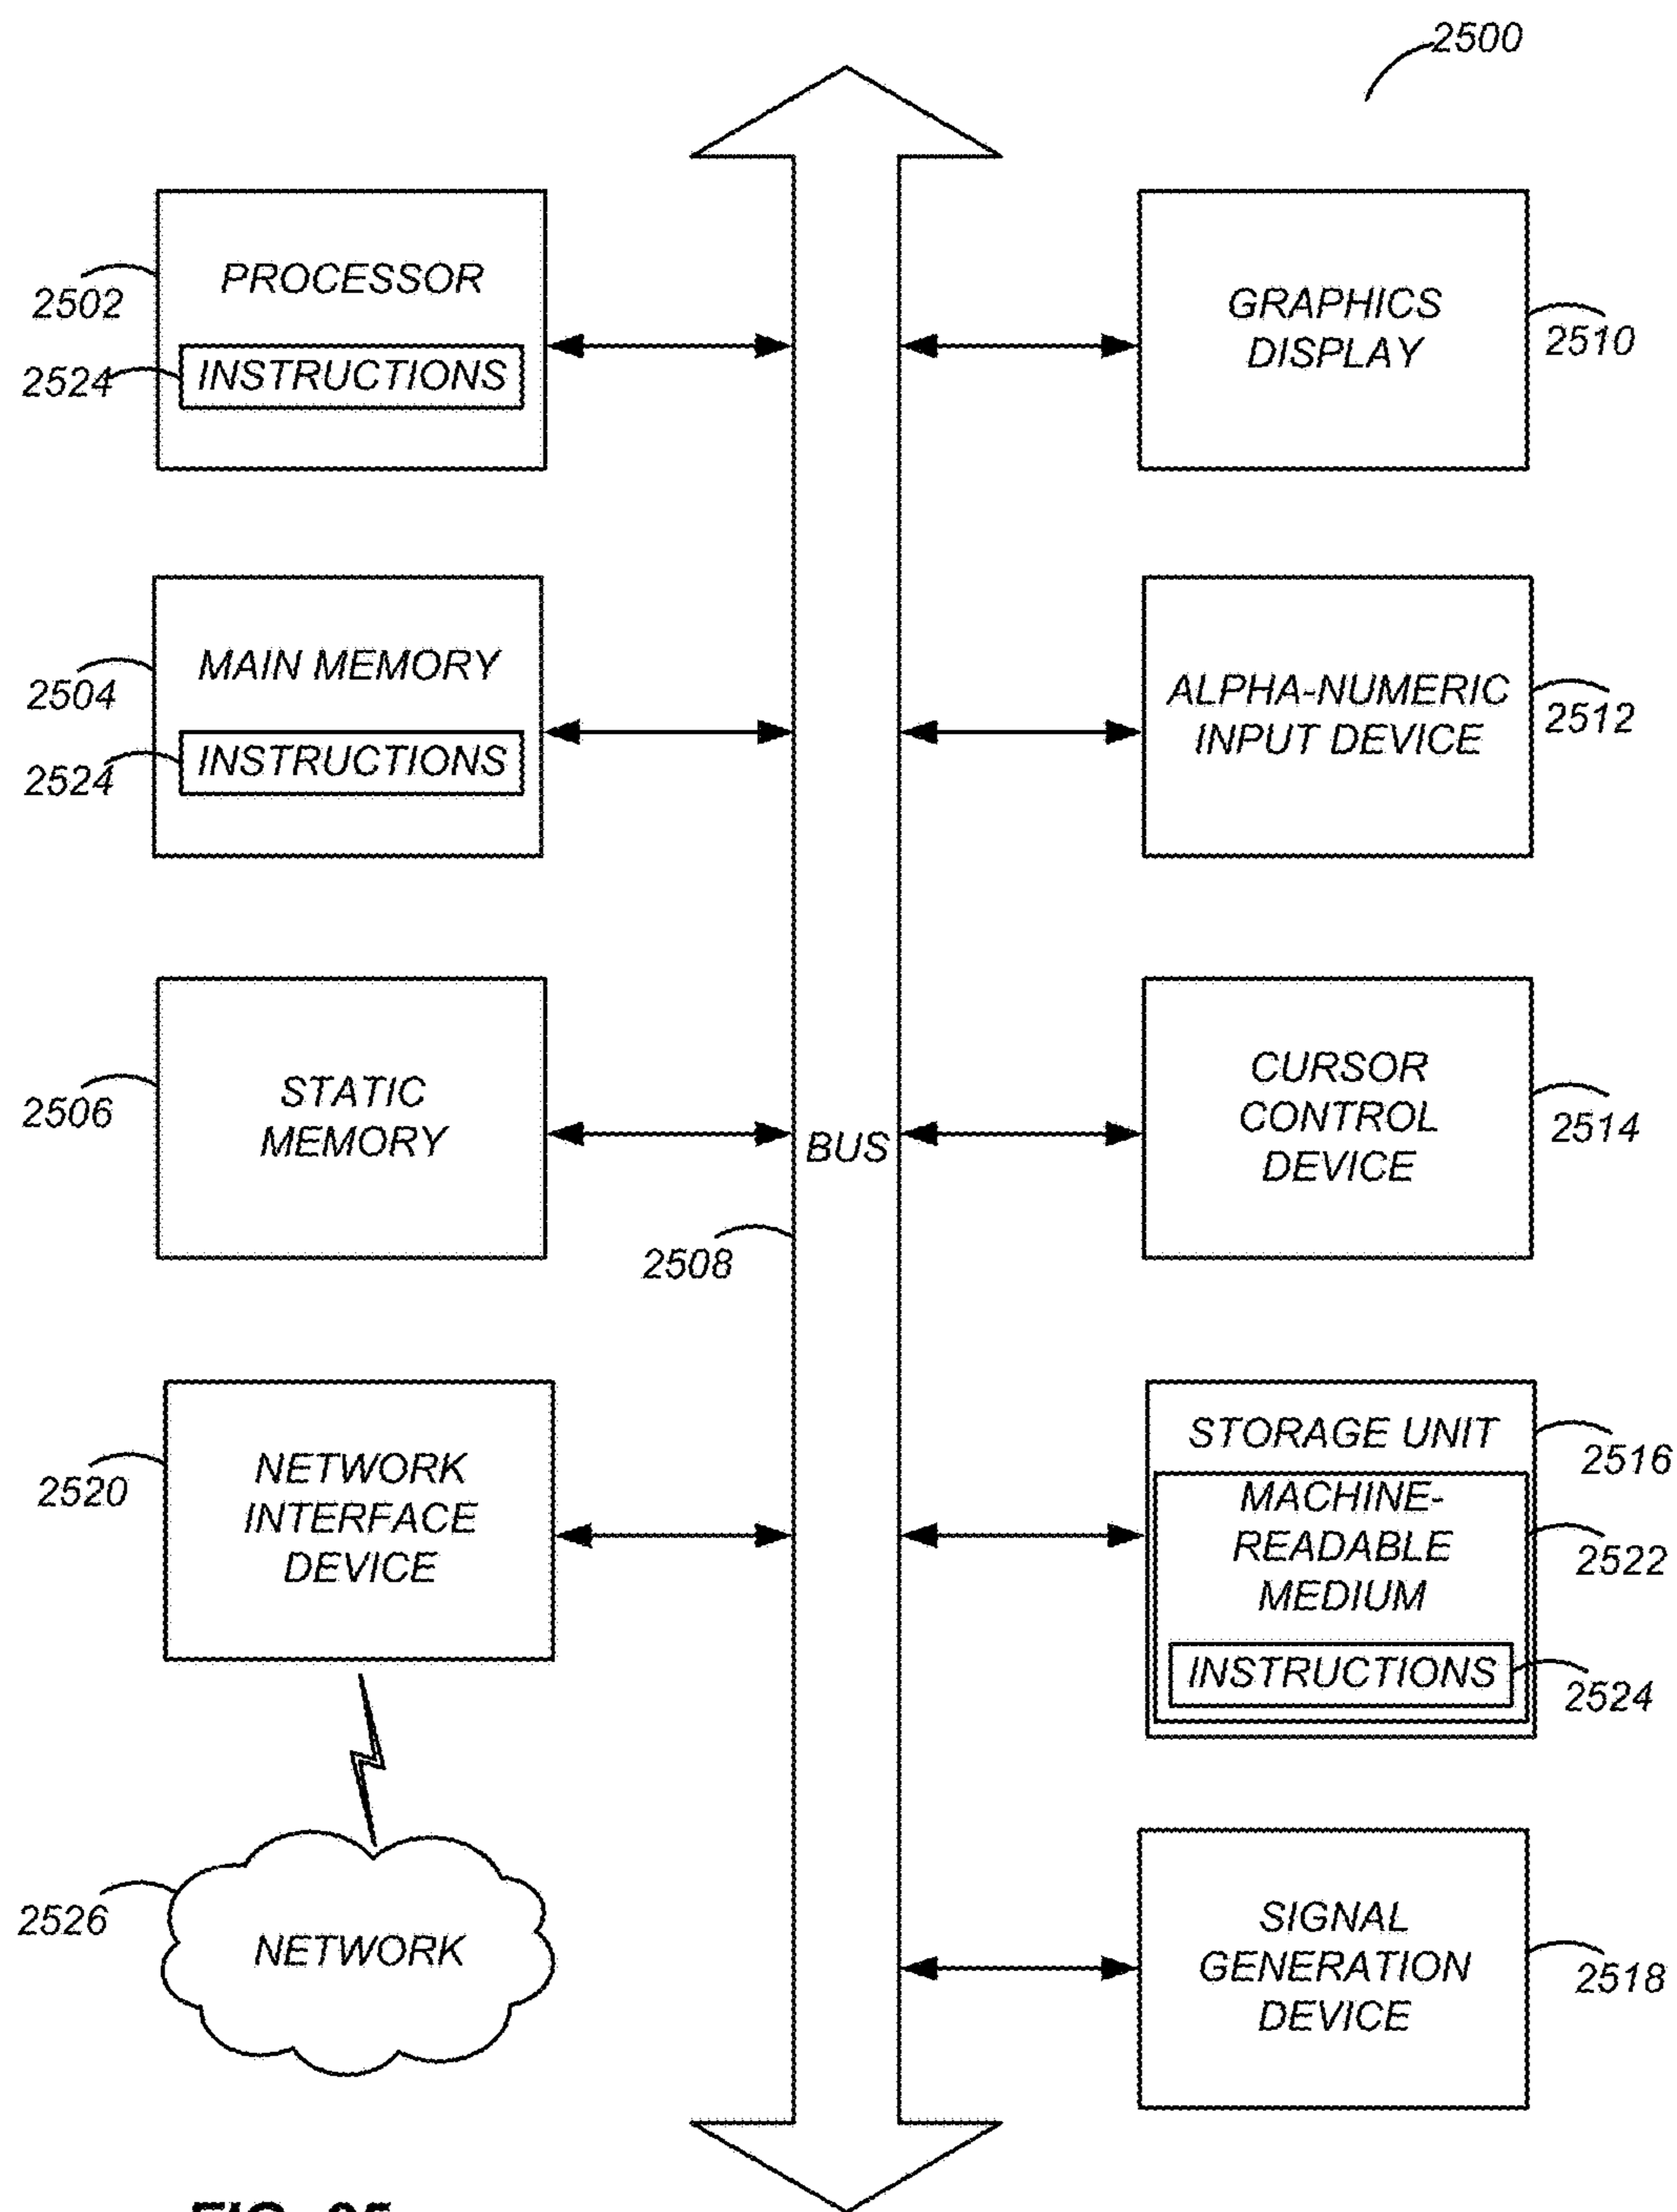 2500
PROCESSOR
2502
INSTRUCTIONS
2524
GRAPHICS
DISPLAY
2510
MAIN MEMORY
2504
INSTRUCTIONS
2524
ALPHA-NUMERIC
INPUT DEVICE
2512
STATIC
MEMORY
2506
BUS
2508
CURSOR
CONTROL
DEVICE
2514
NETWORK
INTERFACE
DEVICE
2520
STORAGE UNIT
2516
MACHINE-
READABLE
MEDIUM
2522
INSTRUCTIONS
2524
NETWORK
2526
SIGNAL
GENERATION
DEVICE
2518